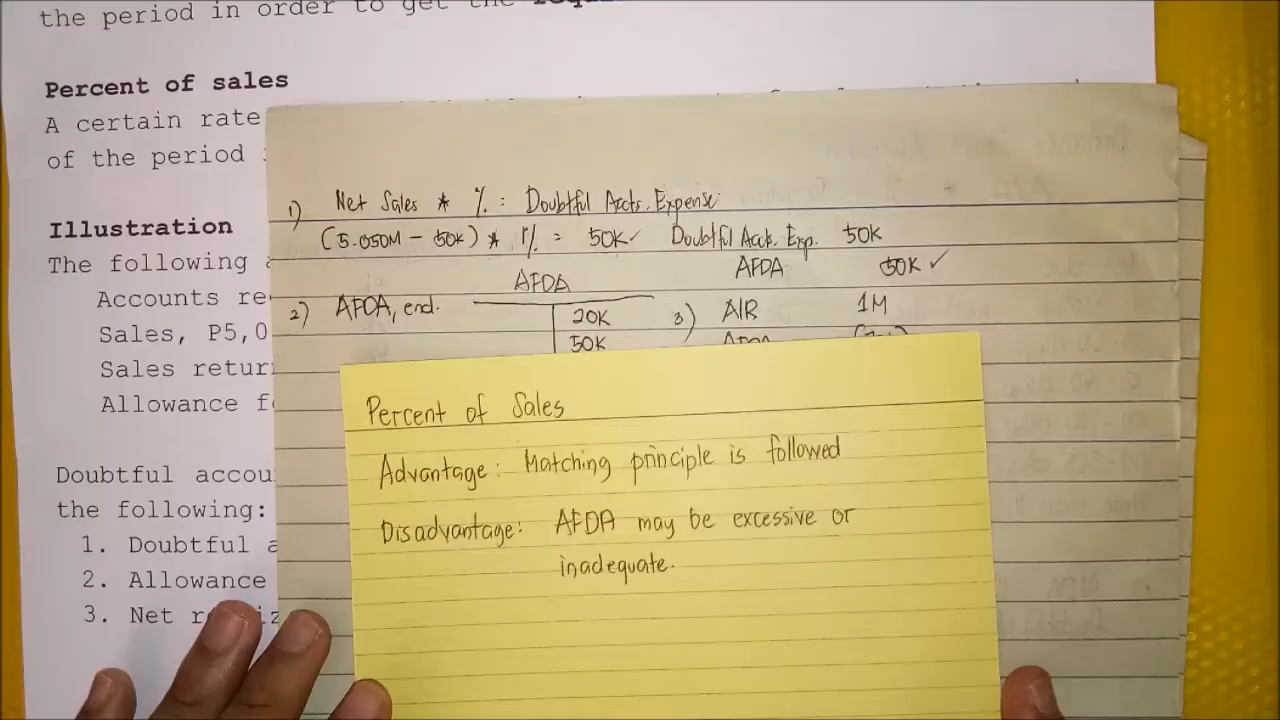 the period in order to get the
Percent of sales
A certain rate
of the period
Illustration
The following
Accounts re
Sales, P5,0
Sales retur
Allowance f
Doubtful accou
the following:
1. Doubtful a
2. Allowance
3. Net
1) Net Sales * % = Doubtful Accts. Expense
(5.050M - 50K) * 1% = 50K ✓ Doubtful Acct. Exp. 50K
AFDA 50K ✓
AFDA
2) AFDA, end. 20K 3) A/R 1M
50K AFDA
Percent of Sales
Advantage: Matching principle is followed
Disadvantage: AFDA may be excessive or
inadequate.